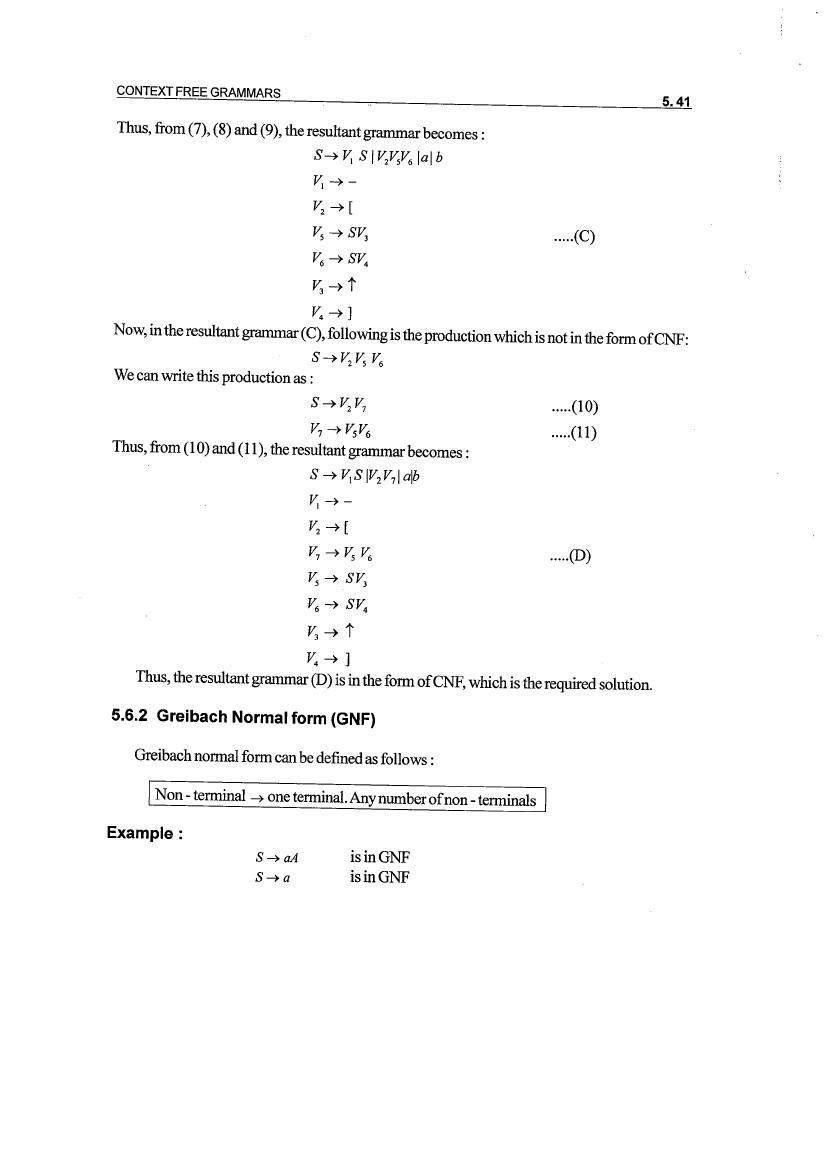 CONTEXT FREE GRAMMARS 5. 41
Thus, from (7), (8) and (9), the resultant grammar becomes :
S → V₁ S | V₂V₅V₆ |a| b
V₁ → −
V₂ → [
V₅ → SV₃ .....(C)
V₆ → SV₄
V₃ → ↑
V₄ → ]
Now, in the resultant grammar (C), following is the production which is not in the form of CNF:
S → V₂ V₅ V₆
We can write this production as :
S → V₂ V₇ .....(10)
V₇ → V₅V₆ .....(11)
Thus, from (10) and (11), the resultant grammar becomes :
S → V₁ S |V₂ V₇| a|b
V₁ → −
V₂ → [
V₇ → V₅ V₆ .....(D)
V₅ → SV₃
V₆ → SV₄
V₃ → ↑
V₄ → ]
Thus, the resultant grammar (D) is in the form of CNF, which is the required solution.
5.6.2 Greibach Normal form (GNF)
Greibach normal form can be defined as follows :
Non - terminal → one terminal. Any number of non - terminals
Example :
S → aA is in GNF
S → a is in GNF